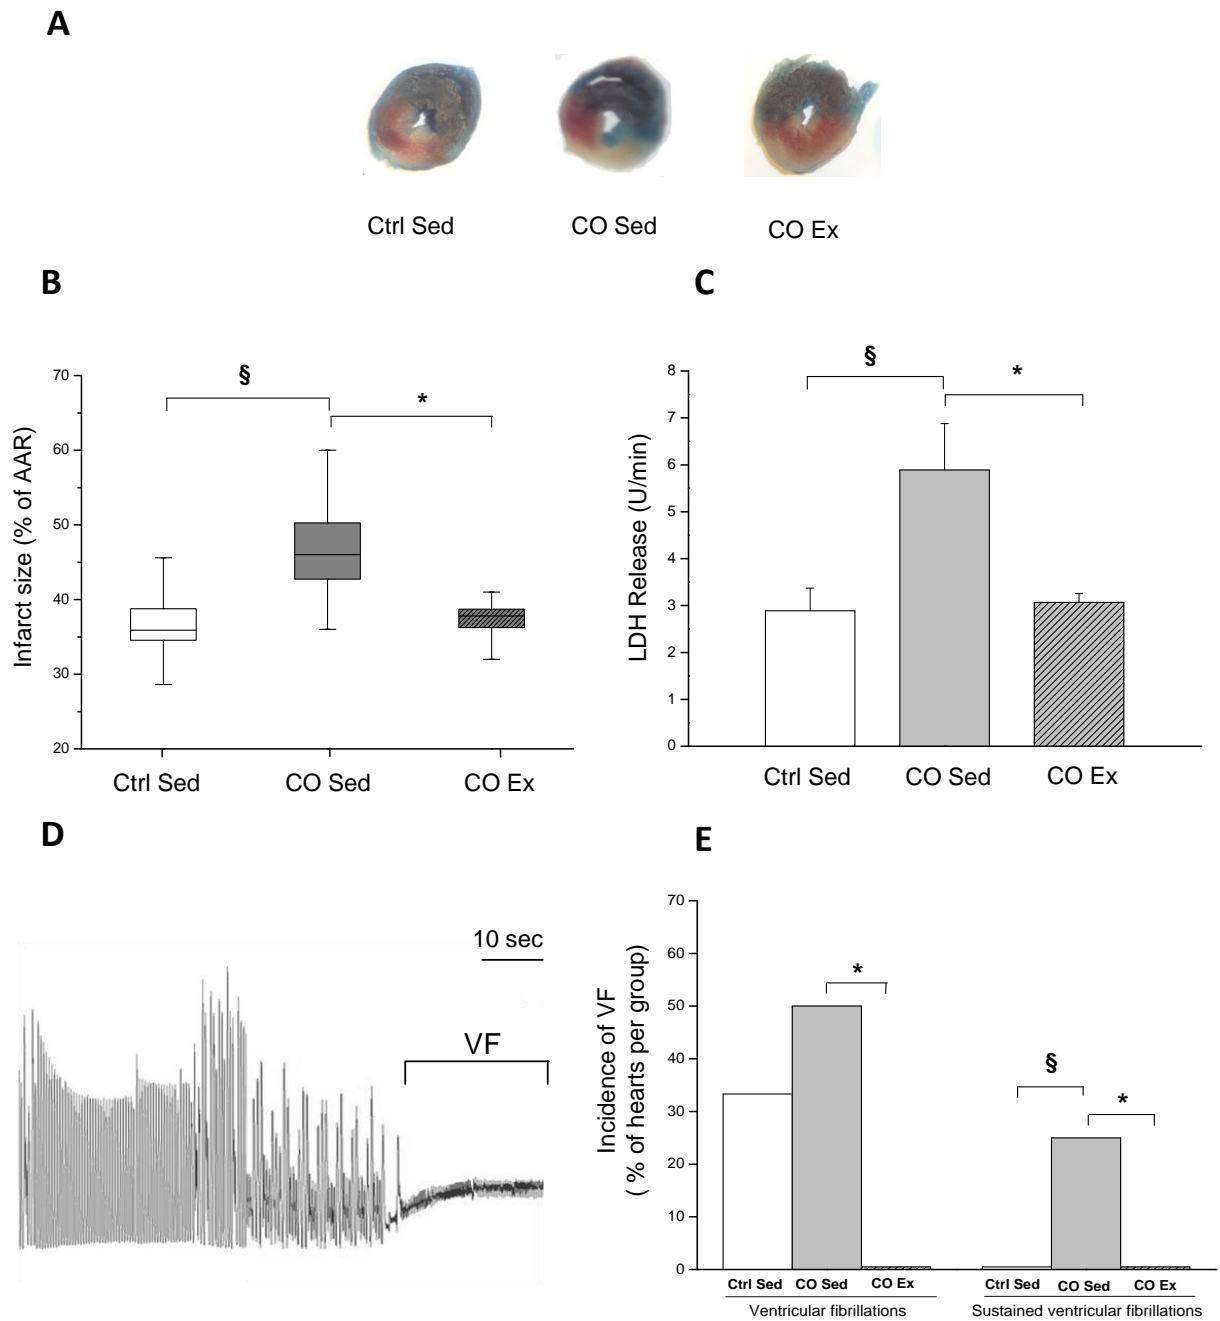 A
Ctrl Sed
CO Sed
CO Ex
B
Infarct size (% of AAR)
70
60
50
40
30
20
§
*
Ctrl Sed
CO Sed
CO Ex
C
LDH Release (U/min)
8
7
6
5
4
3
2
1
0
§
*
Ctrl Sed
CO Sed
CO Ex
D
10 sec
VF
E
Incidence of VF
( % of hearts per group)
70
60
50
40
30
20
10
0
*
§
*
Ctrl Sed CO Sed CO Ex
Ventricular fibrillations
Ctrl Sed CO Sed CO Ex
Sustained ventricular fibrillations